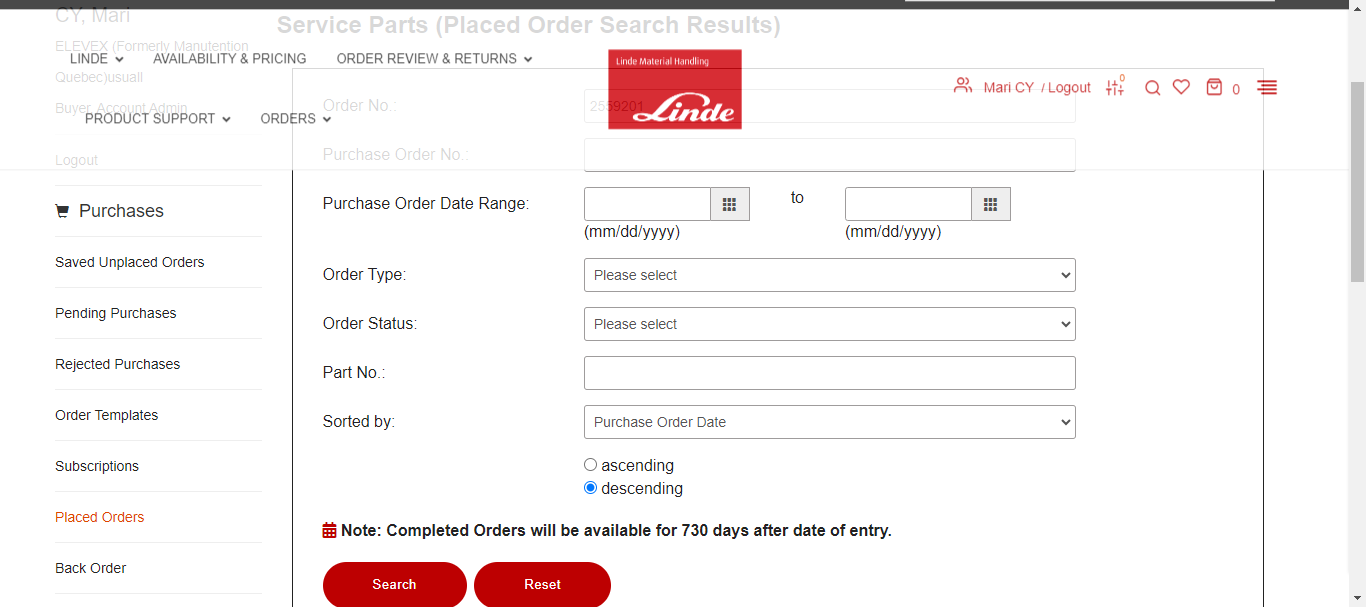 CY, Mari
Service Parts (Placed Order Search Results)
ELEVEX (Formerly Manutention
Quebec)usuall
Buyer, Account Admin
Logout
LINDE
AVAILABILITY & PRICING
ORDER REVIEW & RETURNS
PRODUCT SUPPORT
ORDERS
Linde Material Handling
Linde
Mari CY / Logout
0
0
Purchases
Saved Unplaced Orders
Pending Purchases
Rejected Purchases
Order Templates
Subscriptions
Placed Orders
Back Order
Order No.:
2559201
Purchase Order No.:
Purchase Order Date Range:
to
(mm/dd/yyyy)
(mm/dd/yyyy)
Order Type:
Please select
Order Status:
Please select
Part No.:
Sorted by:
Purchase Order Date
ascending
descending
Note: Completed Orders will be available for 730 days after date of entry.
Search
Reset